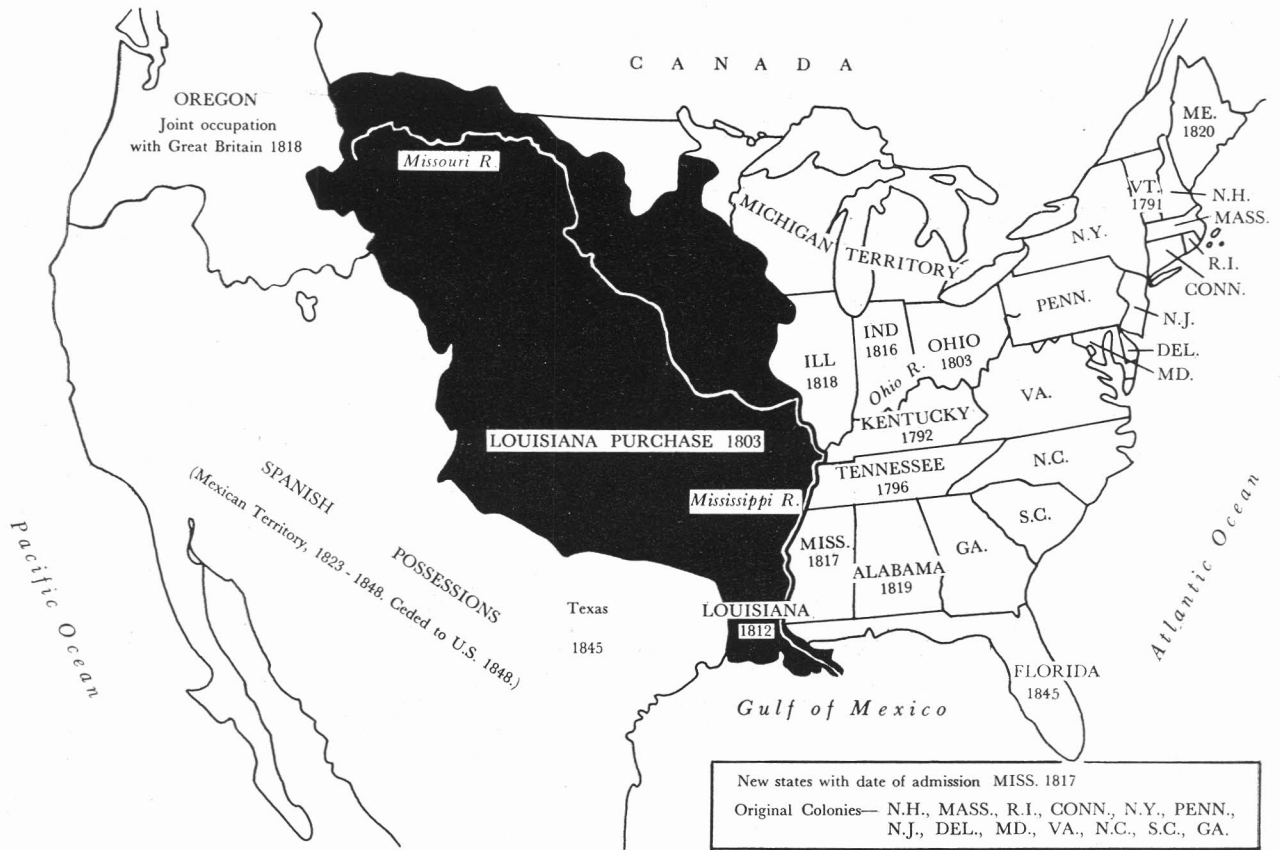 C A N A D A
OREGON
Joint occupation
with Great Britain 1818
Missouri R.
ME.
1820
VT.
1791
N.H.
MASS.
N.Y.
R.I.
CONN.
MICHIGAN TERRITORY
PENN.
N.J.
DEL.
MD.
ILL
1818
IND
1816
OHIO
1803
Ohio R.
VA.
KENTUCKY
1792
LOUISIANA PURCHASE 1803
TENNESSEE
1796
N.C.
Mississippi R.
S.C.
MISS.
1817
ALABAMA
1819
GA.
SPANISH
POSSESSIONS
(Mexican Territory, 1823 - 1848. Ceded to U.S. 1848.)
Texas
1845
LOUISIANA
1812
FLORIDA
1845
Pacific Ocean
Atlantic Ocean
Gulf of Mexico
New states with date of admission MISS. 1817
Original Colonies— N.H., MASS., R.I., CONN., N.Y., PENN.,
N.J., DEL., MD., VA., N.C., S.C., GA.